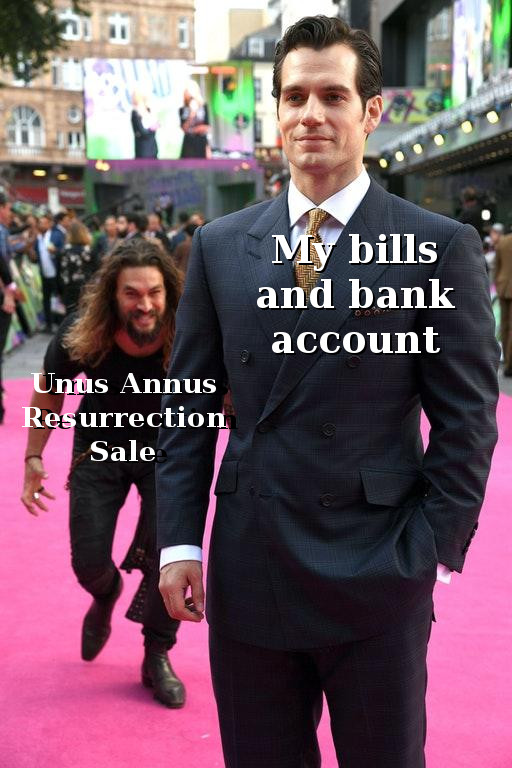 My bills
and bank
account
Unus Annus
Resurrection
Sale